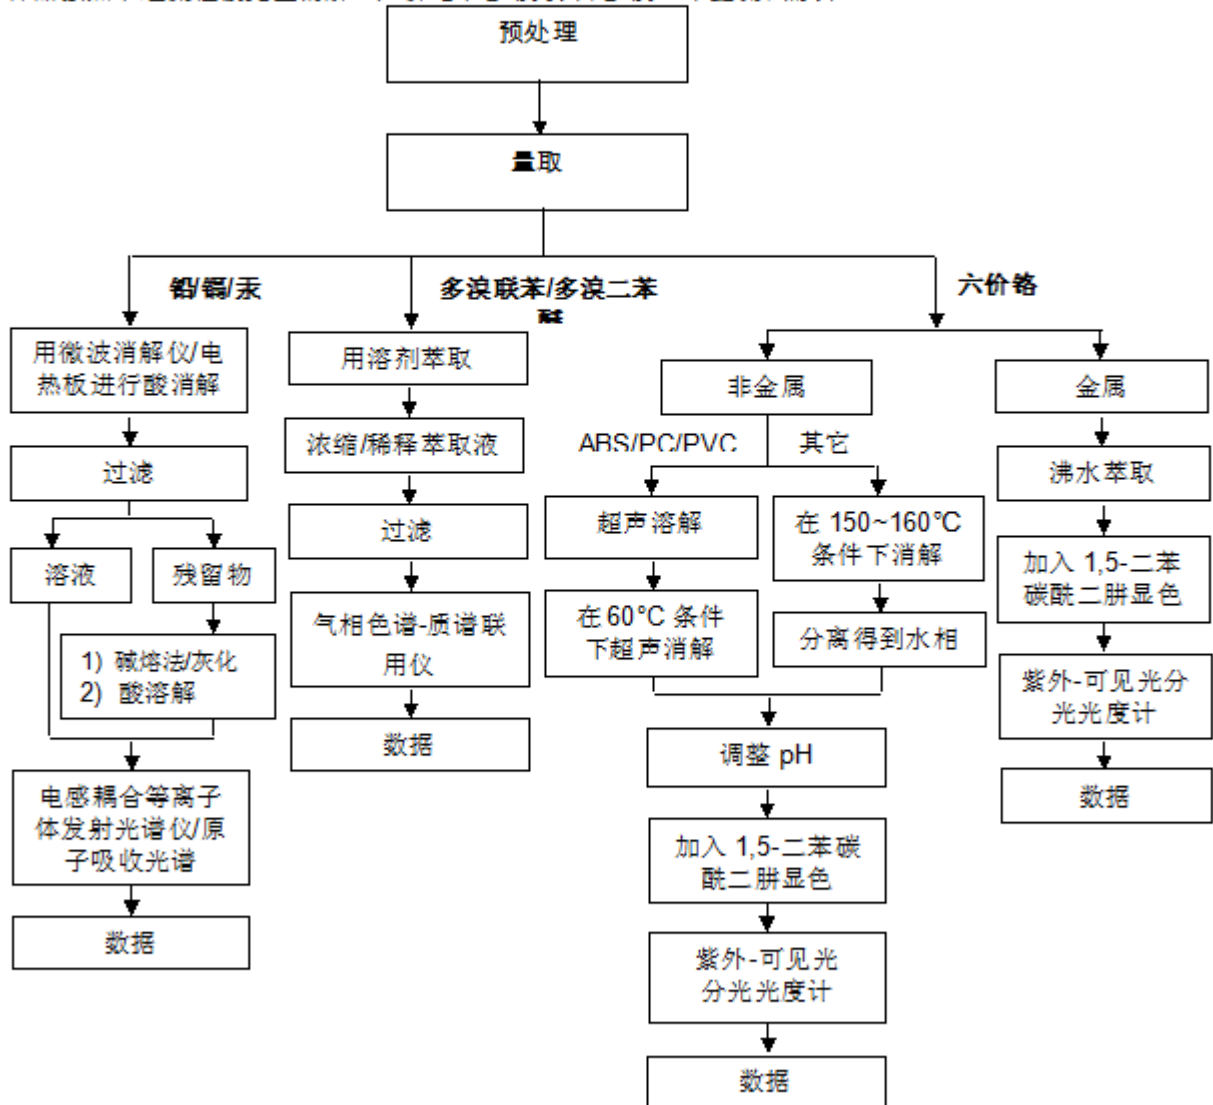 预处理
量取
铅/镉/汞
多溴联苯/多溴二苯
醚
六价铬
用微波消解仪/电
热板进行酸消解
过滤
溶液
残留物
1) 碱熔法/灰化
2) 酸溶解
电感耦合等离子
体发射光谱仪/原
子吸收光谱
数据
用溶剂萃取
浓缩/稀释萃取液
过滤
气相色谱-质谱联
用仪
数据
非金属
ABS/PC/PVC
其它
超声溶解
在 60°C 条件
下超声消解
在 150~160°C
条件下消解
分离得到水相
调整 pH
加入 1,5-二苯碳
酰二肼显色
紫外-可见光
分光光度计
数据
金属
沸水萃取
加入 1,5-二苯
碳酰二肼显色
紫外-可见光分
光光度计
数据